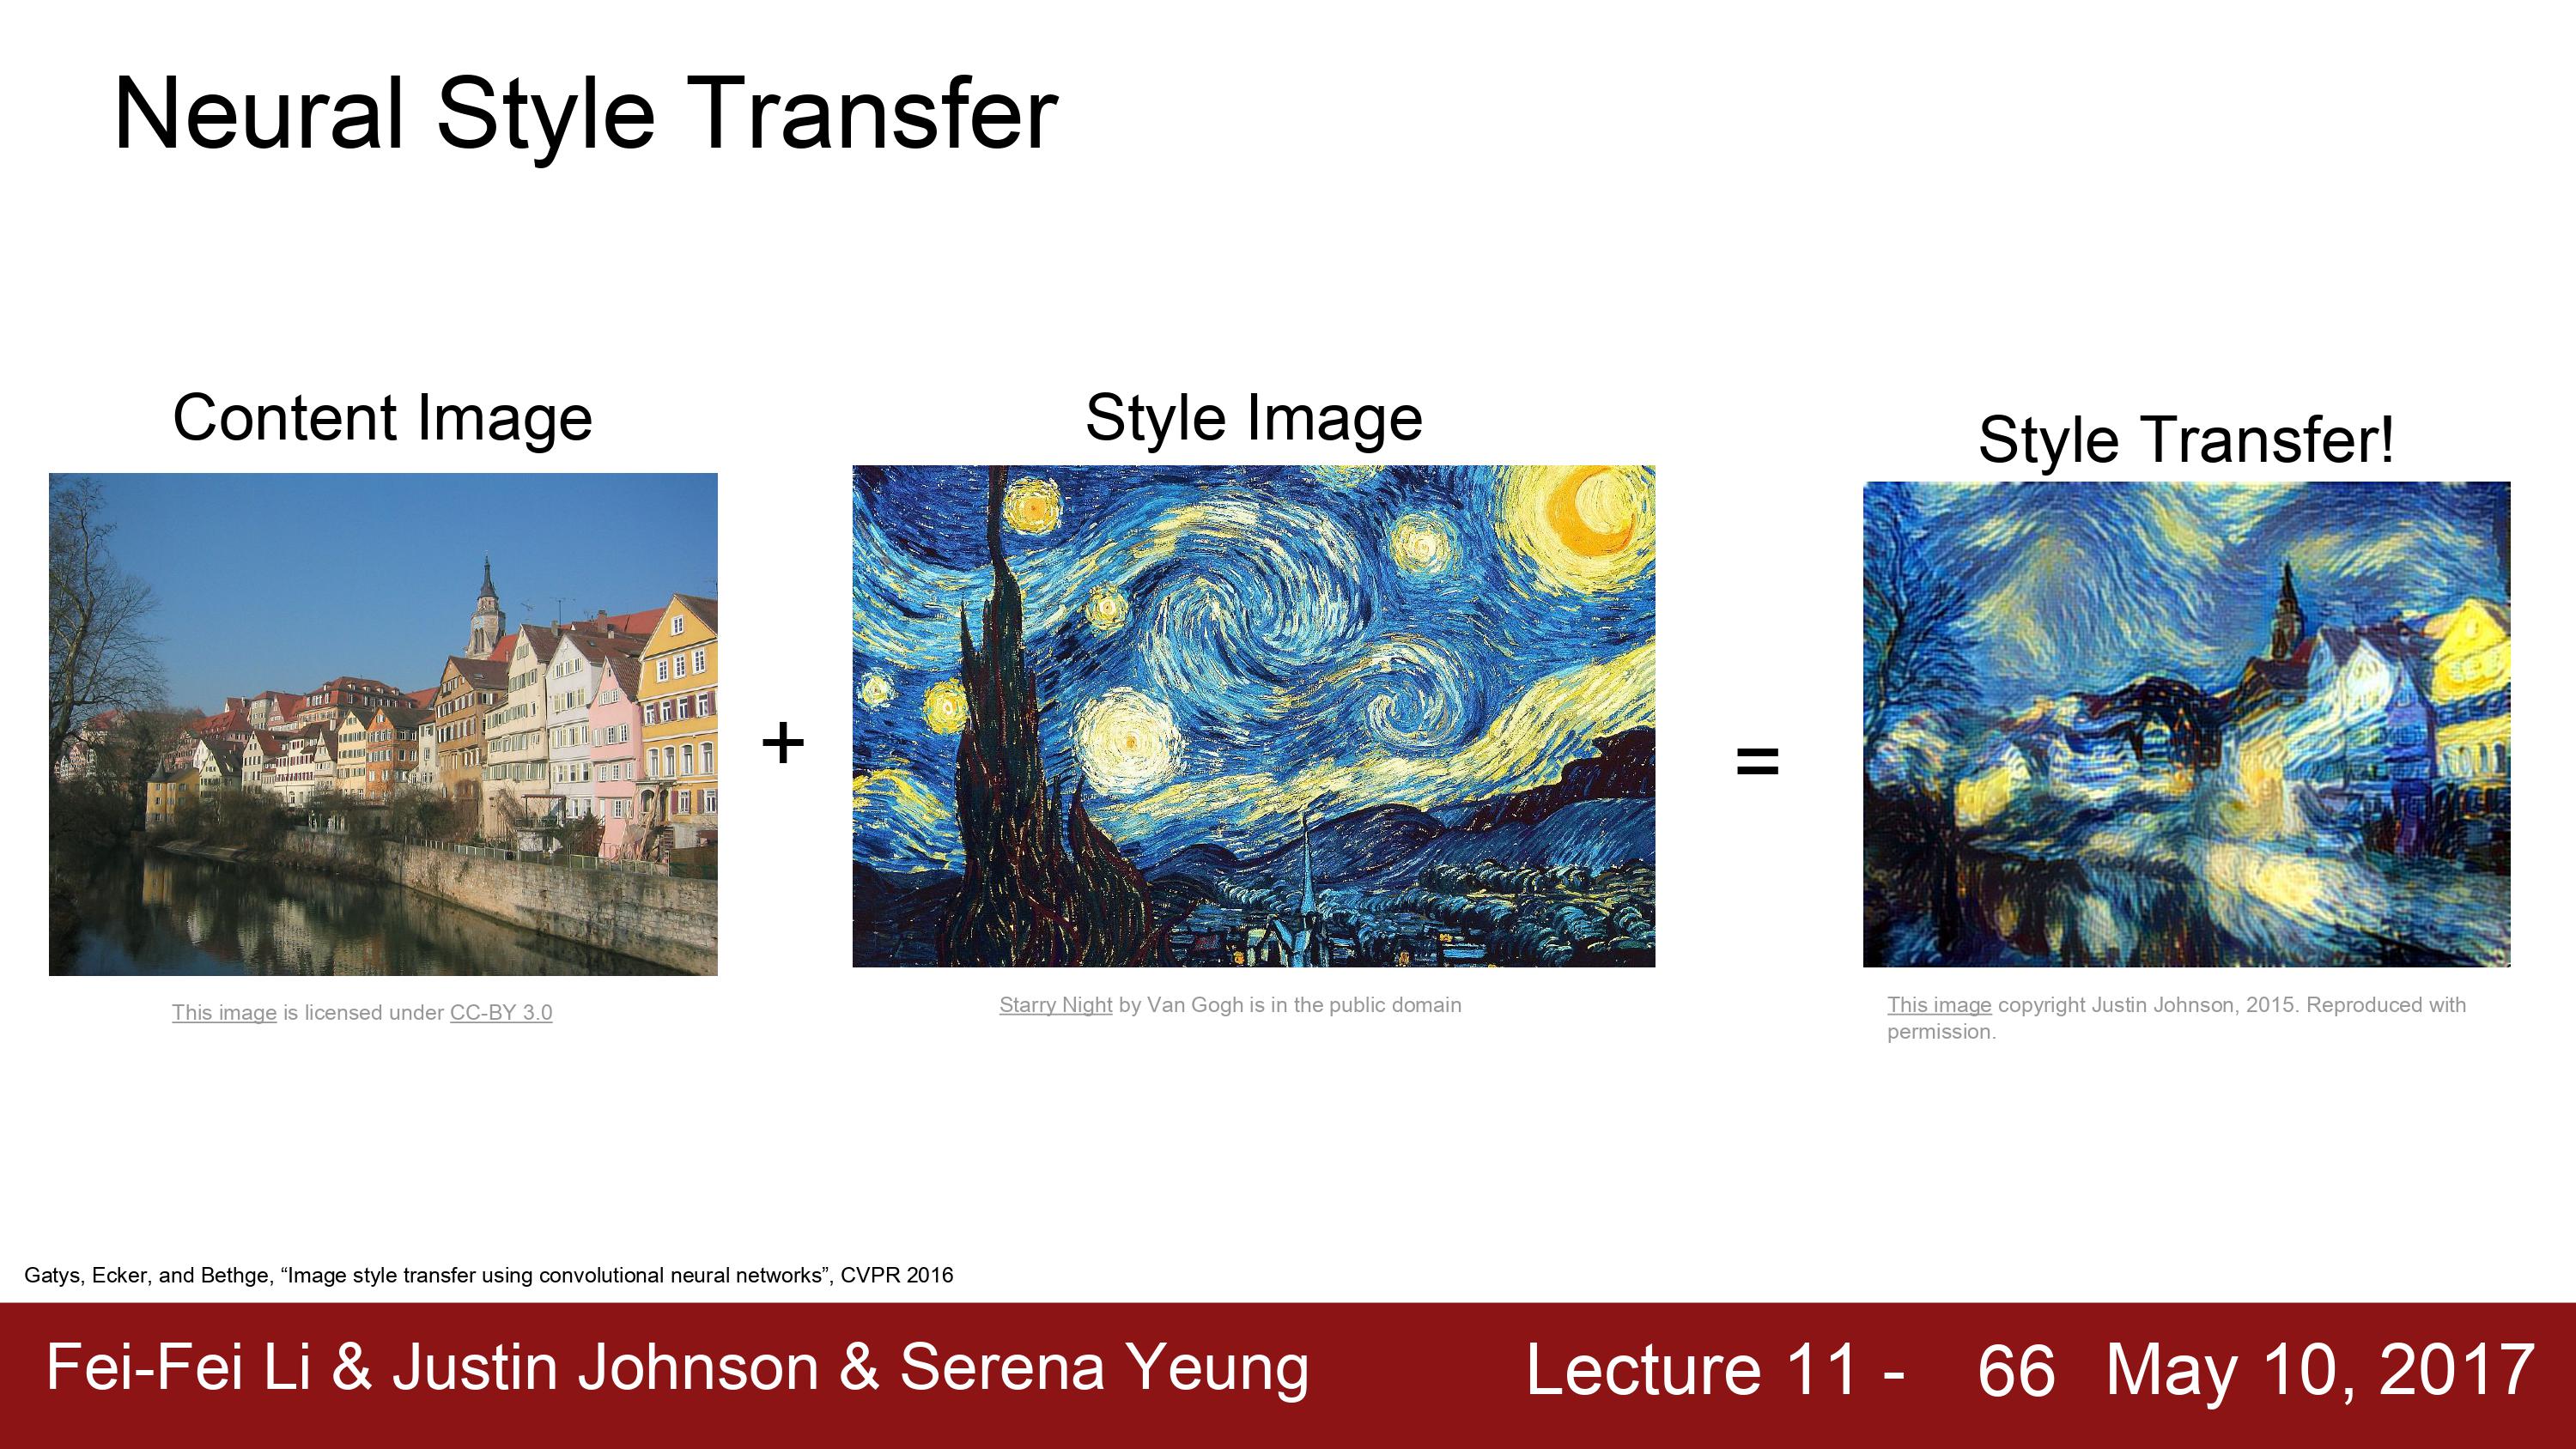 Neural Style Transfer
Content Image
Style Image
Style Transfer!
+
=
This image is licensed under CC-BY 3.0
Starry Night by Van Gogh is in the public domain
This image copyright Justin Johnson, 2015. Reproduced with
permission.
Gatys, Ecker, and Bethge, “Image style transfer using convolutional neural networks”, CVPR 2016
Fei-Fei Li & Justin Johnson & Serena Yeung
Lecture 11 - 66 May 10, 2017